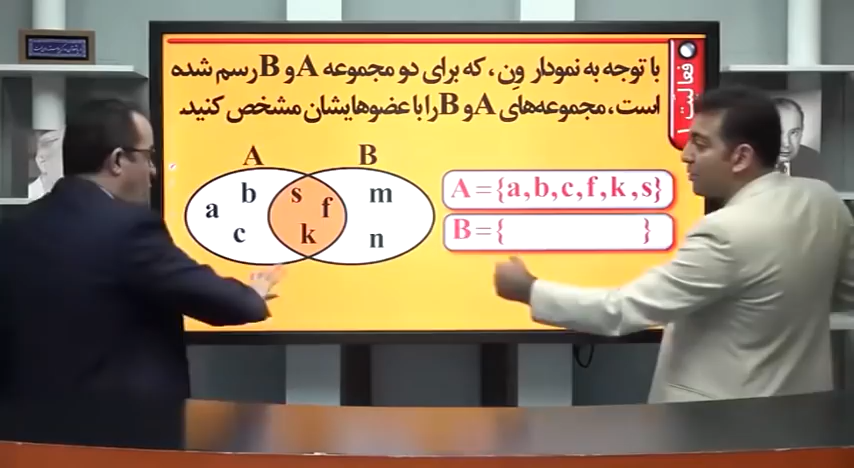 فعالیت ۱
با توجه به نمودار وِن، که برای دو مجموعه A و B رسم شده
است، مجموعه‌های A و B را با عضوهایشان مشخص کنید.
A B
b s m
a f
c k n
A = {a, b, c, f, k, s}
B = { }